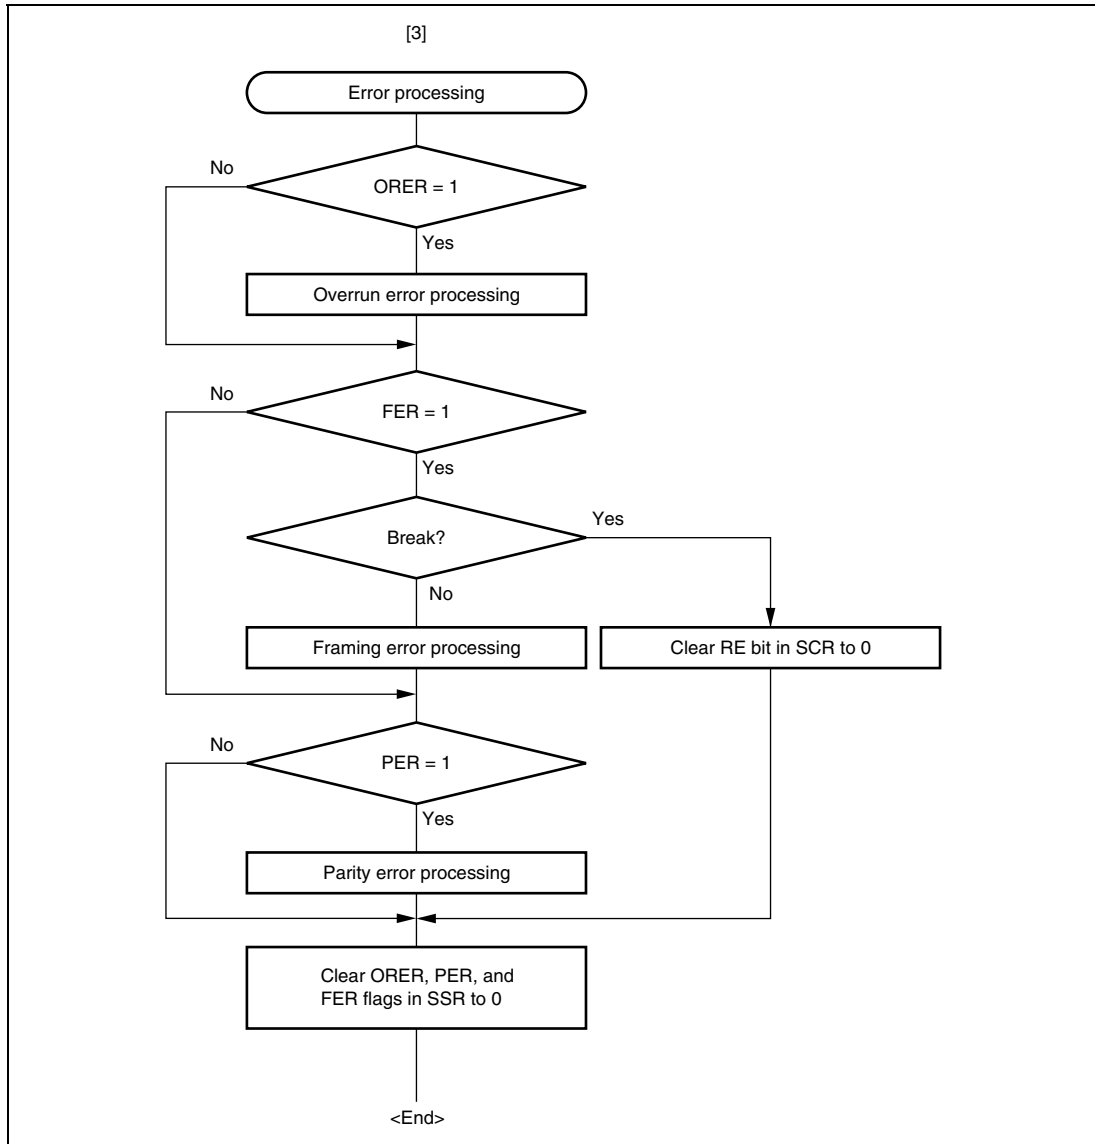 [3]
Error processing
No
ORER = 1
Yes
Overrun error processing
No
FER = 1
Yes
Break?
Yes
No
Framing error processing
Clear RE bit in SCR to 0
No
PER = 1
Yes
Parity error processing
Clear ORER, PER, and
FER flags in SSR to 0
<End>